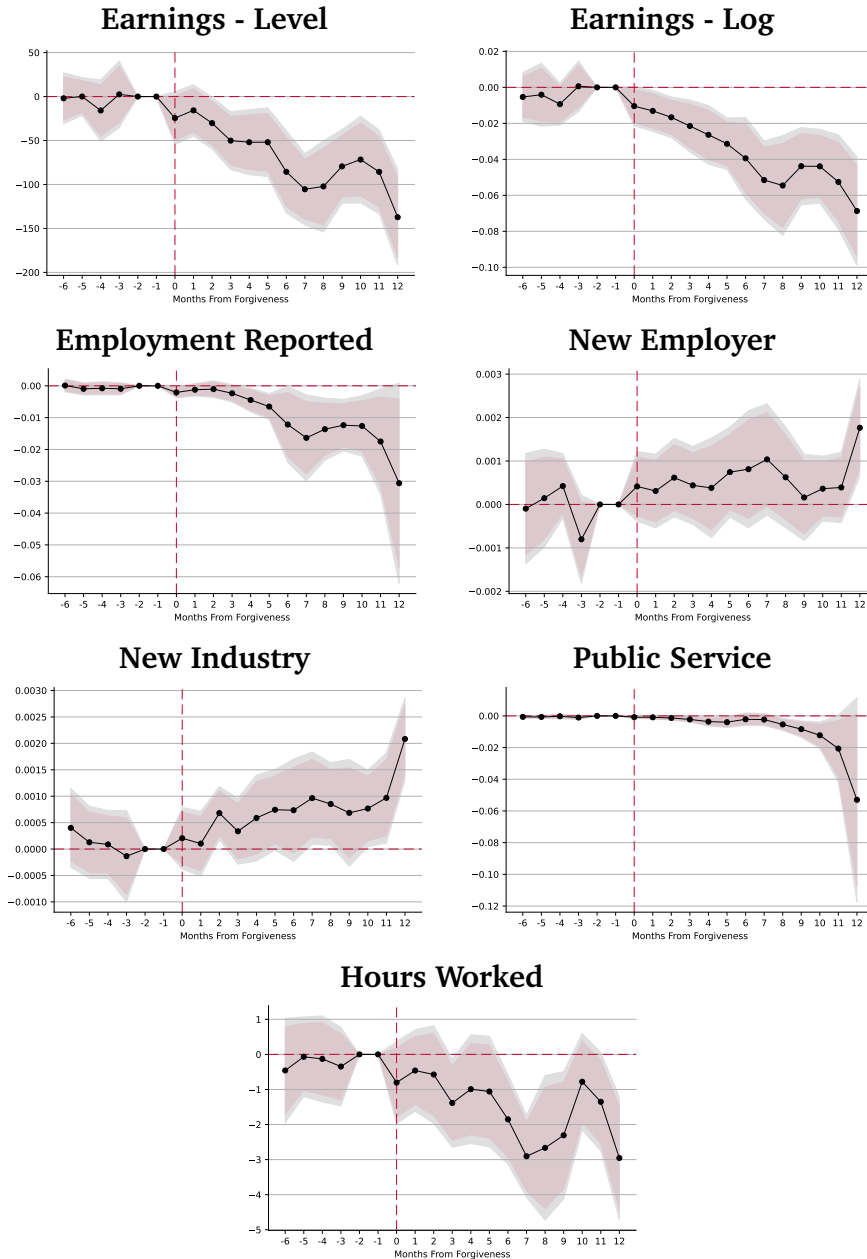 Earnings - Level
50
0
−50
−100
−150
−200
-6 -5 -4 -3 -2 -1 0 1 2 3 4 5 6 7 8 9 10 11 12
Months From Forgiveness
Earnings - Log
0.02
0.00
−0.02
−0.04
−0.06
−0.08
−0.10
-6 -5 -4 -3 -2 -1 0 1 2 3 4 5 6 7 8 9 10 11 12
Months From Forgiveness
Employment Reported
0.00
−0.01
−0.02
−0.03
−0.04
−0.05
−0.06
-6 -5 -4 -3 -2 -1 0 1 2 3 4 5 6 7 8 9 10 11 12
Months From Forgiveness
New Employer
0.003
0.002
0.001
0.000
−0.001
−0.002
-6 -5 -4 -3 -2 -1 0 1 2 3 4 5 6 7 8 9 10 11 12
Months From Forgiveness
New Industry
0.0030
0.0025
0.0020
0.0015
0.0010
0.0005
0.0000
−0.0005
−0.0010
-6 -5 -4 -3 -2 -1 0 1 2 3 4 5 6 7 8 9 10 11 12
Months From Forgiveness
Public Service
0.00
−0.02
−0.04
−0.06
−0.08
−0.10
−0.12
-6 -5 -4 -3 -2 -1 0 1 2 3 4 5 6 7 8 9 10 11 12
Months From Forgiveness
Hours Worked
1
0
−1
−2
−3
−4
−5
-6 -5 -4 -3 -2 -1 0 1 2 3 4 5 6 7 8 9 10 11 12
Months From Forgiveness